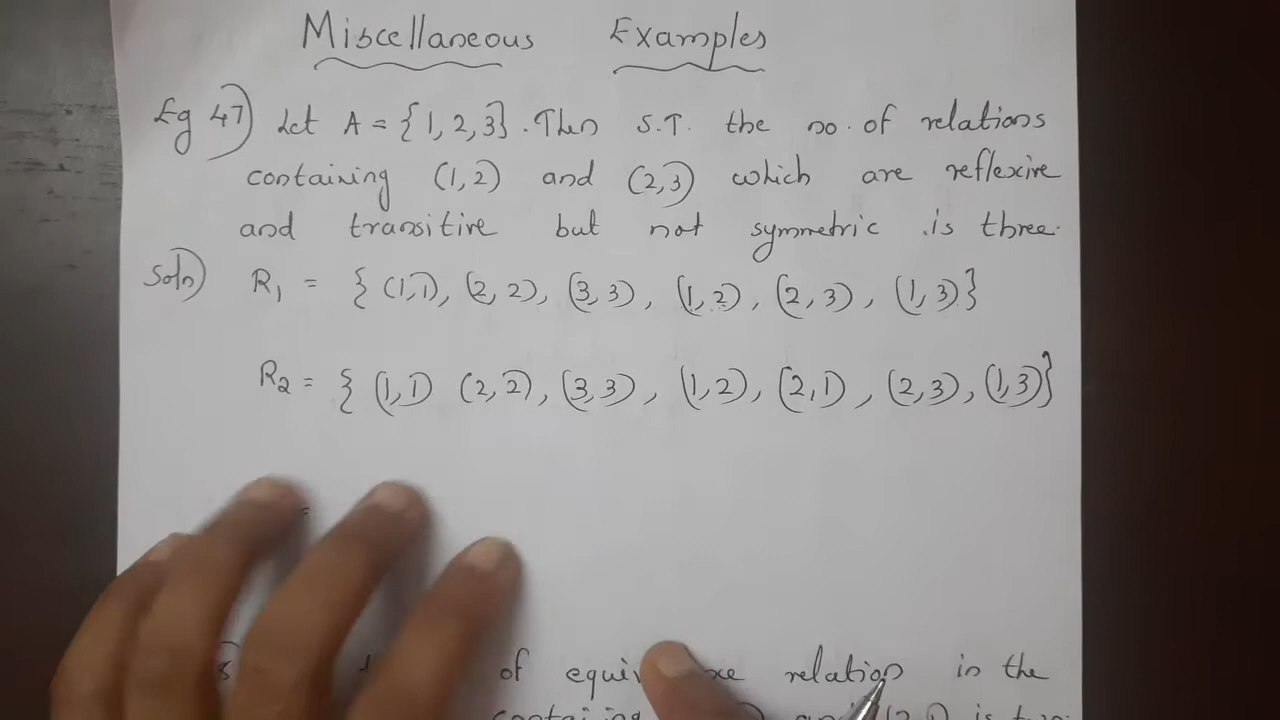 Miscellaneous Examples
Eg 47) Let A = {1, 2, 3}. Then S.T. the no. of relations
containing (1, 2) and (2, 3) which are reflexive
and transitive but not symmetric is three.
Soln) R₁ = { (1,1), (2, 2), (3, 3), (1, 2), (2, 3), (1, 3)}
R₂ = { (1,1) (2, 2), (3, 3), (1, 2), (2, 1), (2, 3), (1, 3)}
=
of relation in the